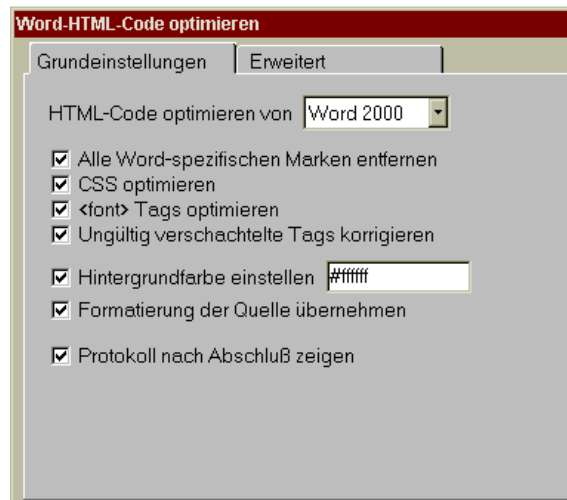 Word-HTML-Code optimieren
Grundeinstellungen Erweitert
HTML-Code optimieren von Word 2000
Alle Word-spezifischen Marken entfernen
CSS optimieren
<font> Tags optimieren
Ungültig verschachtelte Tags korrigieren
Hintergrundfarbe einstellen #ffffff
Formatierung der Quelle übernehmen
Protokoll nach Abschluß zeigen